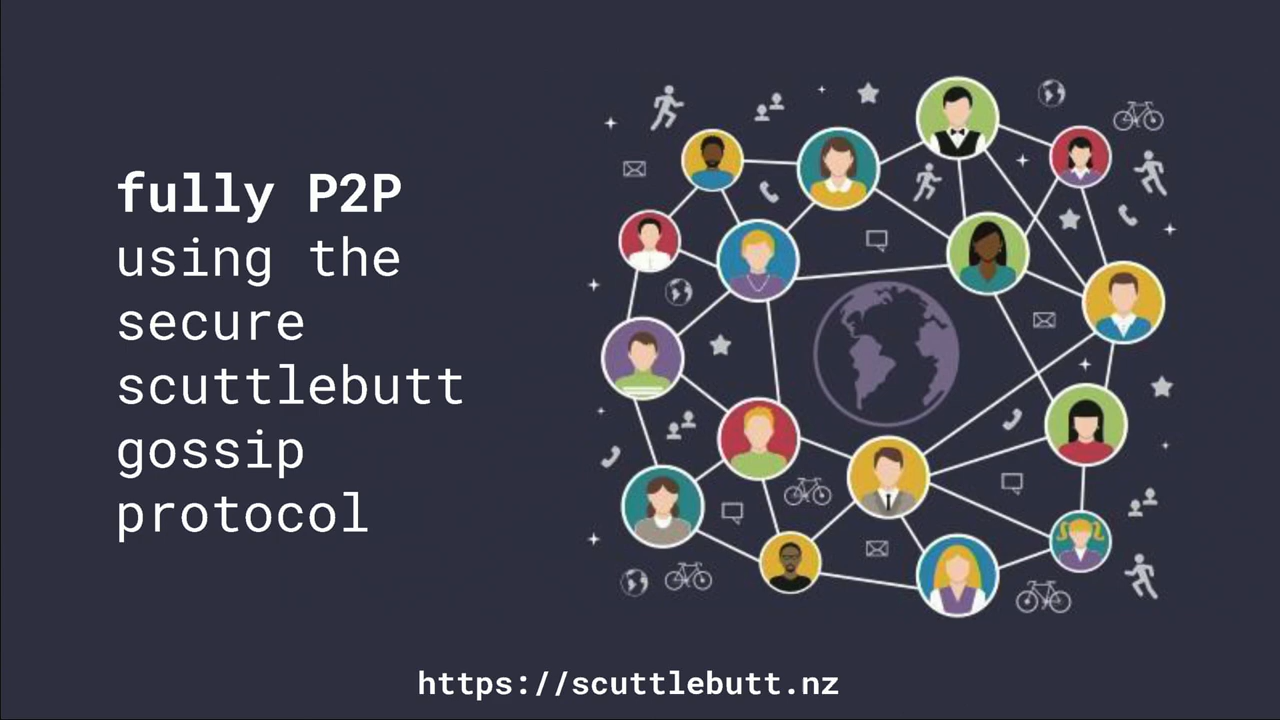 fully P2P
using the
secure
scuttlebutt
gossip
protocol
https://scuttlebutt.nz